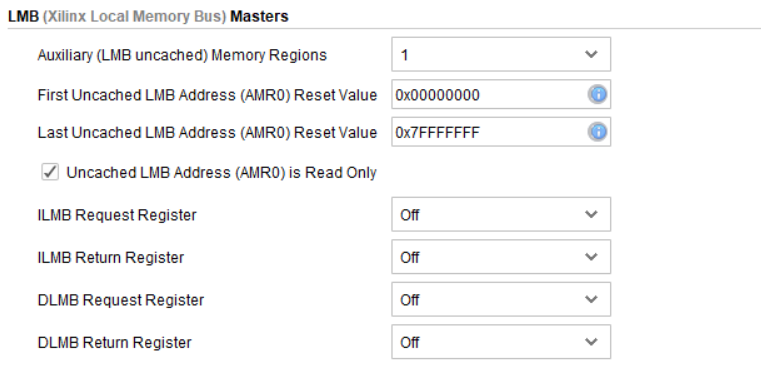 LMB (Xilinx Local Memory Bus) Masters
Auxiliary (LMB uncached) Memory Regions 1
First Uncached LMB Address (AMR0) Reset Value 0x00000000
Last Uncached LMB Address (AMR0) Reset Value 0x7FFFFFFF
Uncached LMB Address (AMR0) is Read Only
ILMB Request Register Off
ILMB Return Register Off
DLMB Request Register Off
DLMB Return Register Off